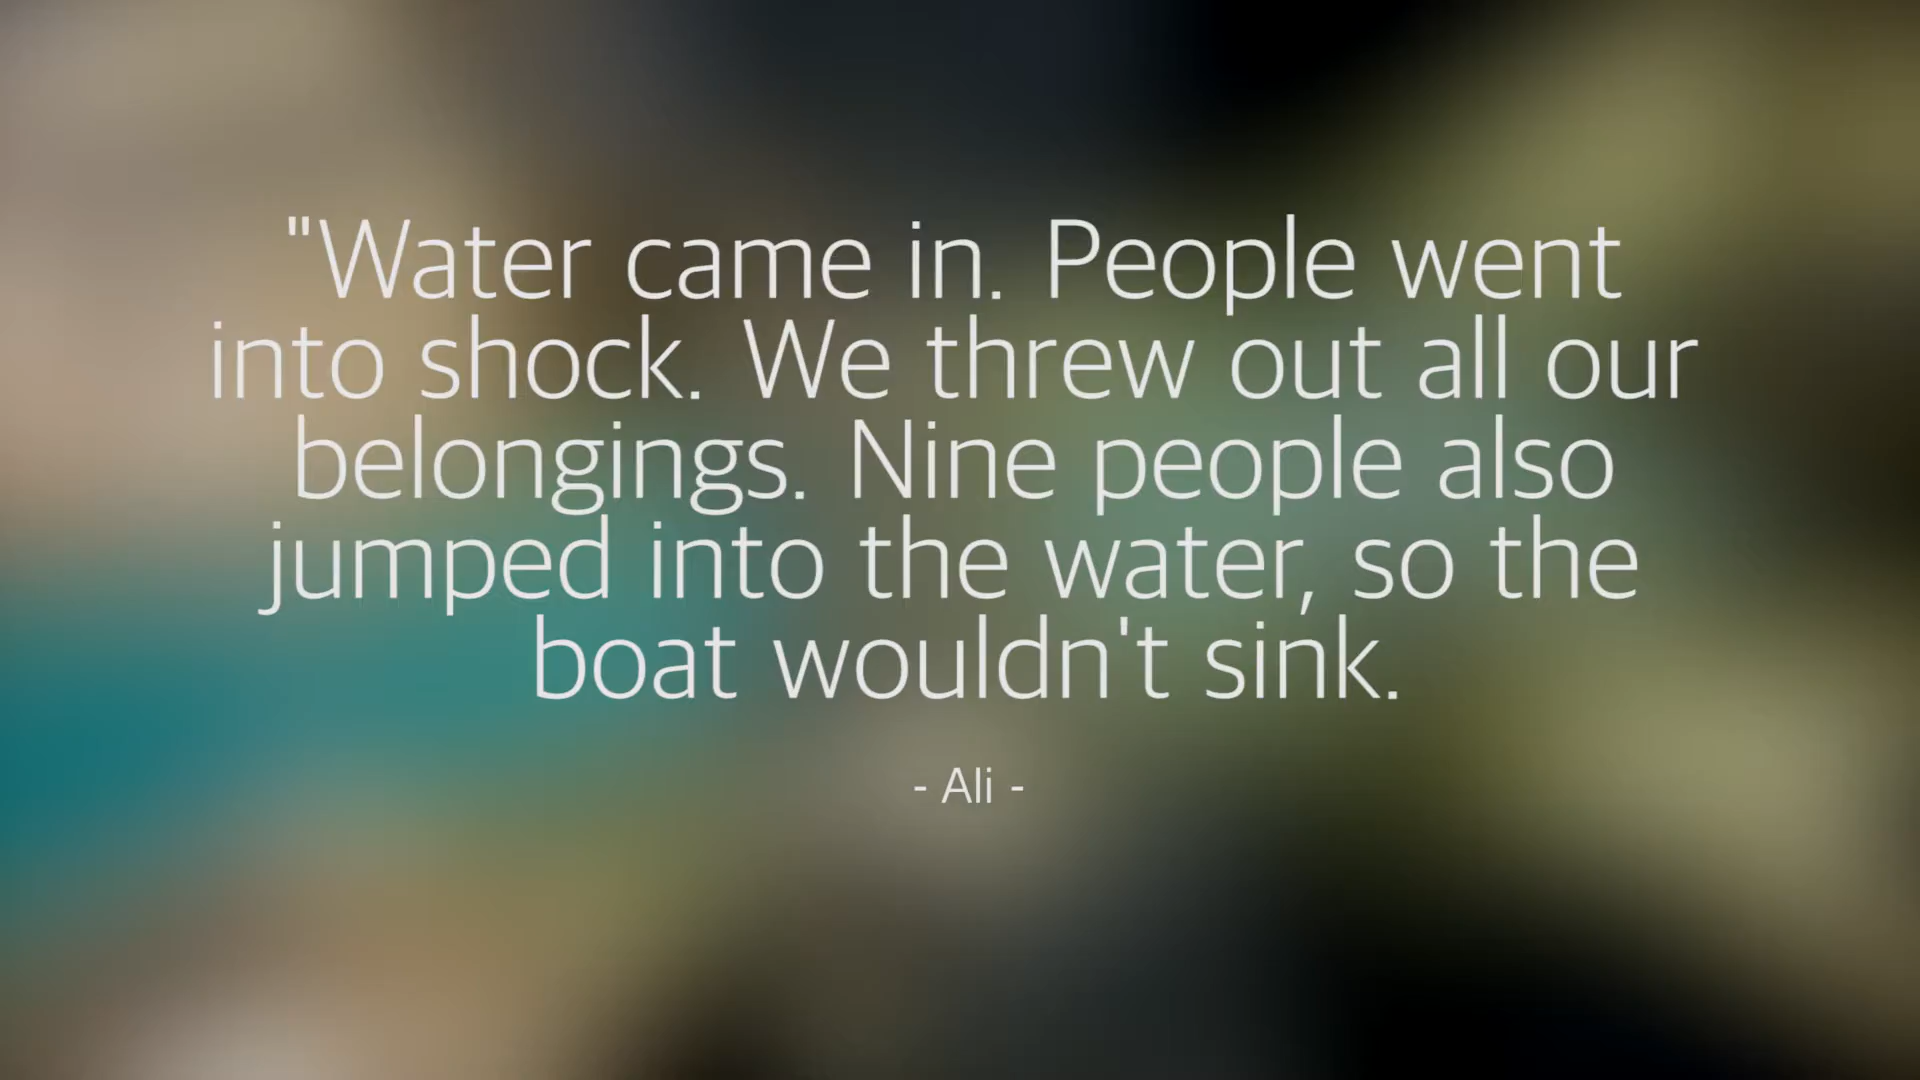 "Water came in. People went
into shock. We threw out all our
belongings. Nine people also
jumped into the water, so the
boat wouldn't sink.
- Ali -